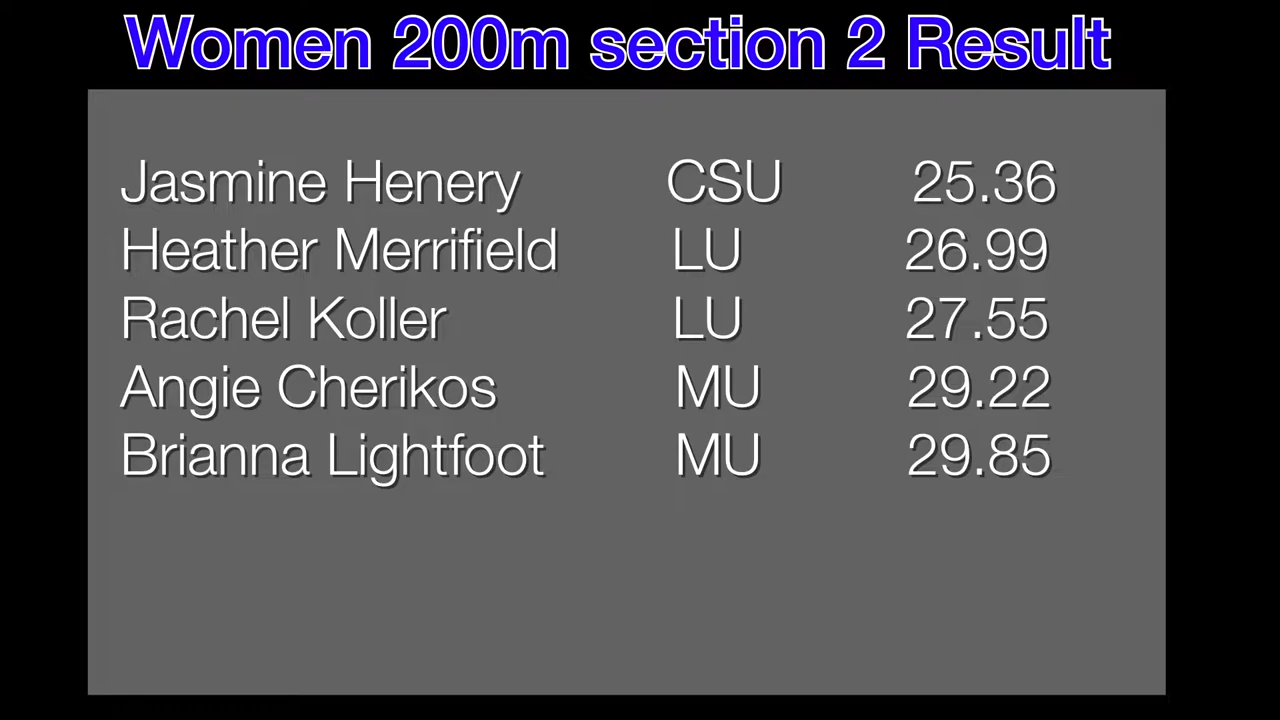 Women 200m section 2 Result
Jasmine Henery CSU 25.36
Heather Merrifield LU 26.99
Rachel Koller LU 27.55
Angie Cherikos MU 29.22
Brianna Lightfoot MU 29.85